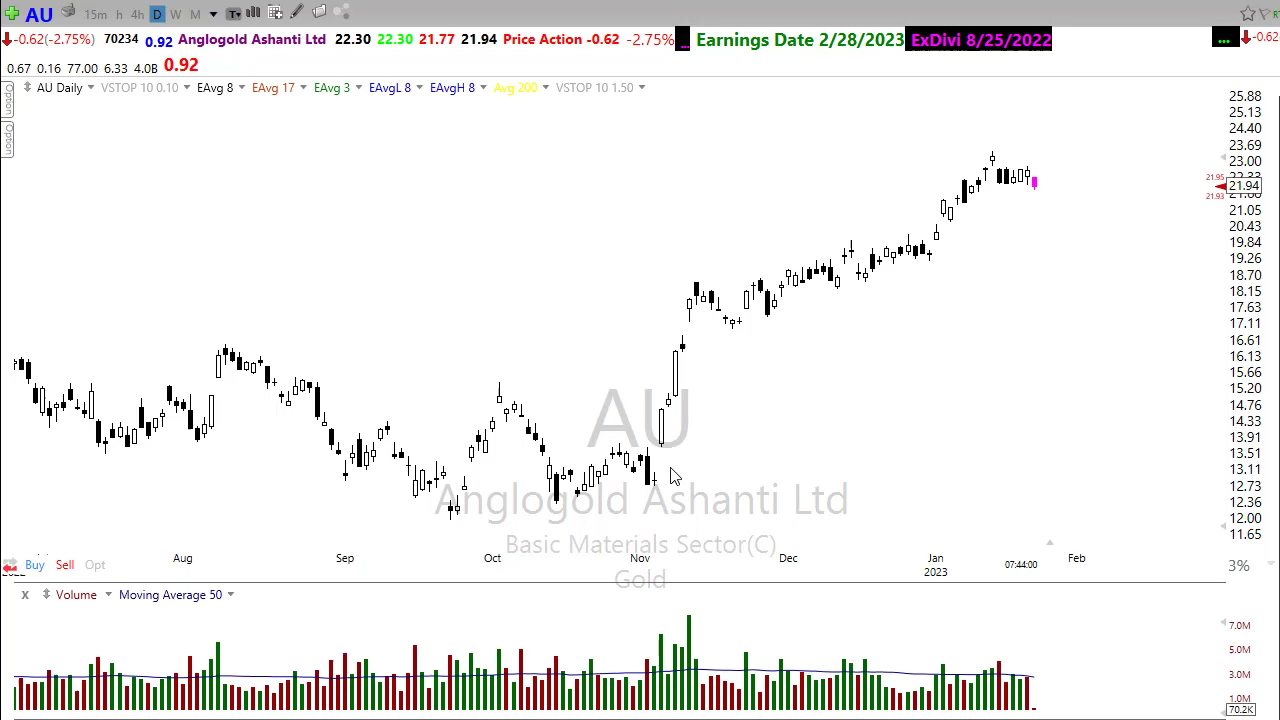 AU 15m h 4h D W M T
-0.62(-2.75%) 70234 0.92 Anglogold Ashanti Ltd 22.30 22.30 21.77 21.94 Price Action -0.62 -2.75% ... Earnings Date 2/28/2023 ExDivi 8/25/2022 ... -0.62
0.67 0.16 77.00 6.33 4.0B 0.92
Option
Option
AU Daily VSTOP 10 0.10 EAvg 8 EAvg 17 EAvg 3 EAvgL 8 EAvgH 8 Avg 200 VSTOP 10 1.50
25.88
25.13
24.40
23.69
23.00
21.95
21.94
21.93
21.05
20.43
19.84
19.26
18.70
18.15
17.63
17.11
16.61
16.13
15.66
15.20
14.76
14.33
13.91
13.51
13.11
12.73
12.36
12.00
11.65
AU
Anglogold Ashanti Ltd
Basic Materials Sector(C)
Gold
Aug Sep Oct Nov Dec Jan Feb
2023 07:44:00
Buy Sell Opt 3%
x Volume Moving Average 50
7.0M
5.0M
3.0M
1.0M
70.2K